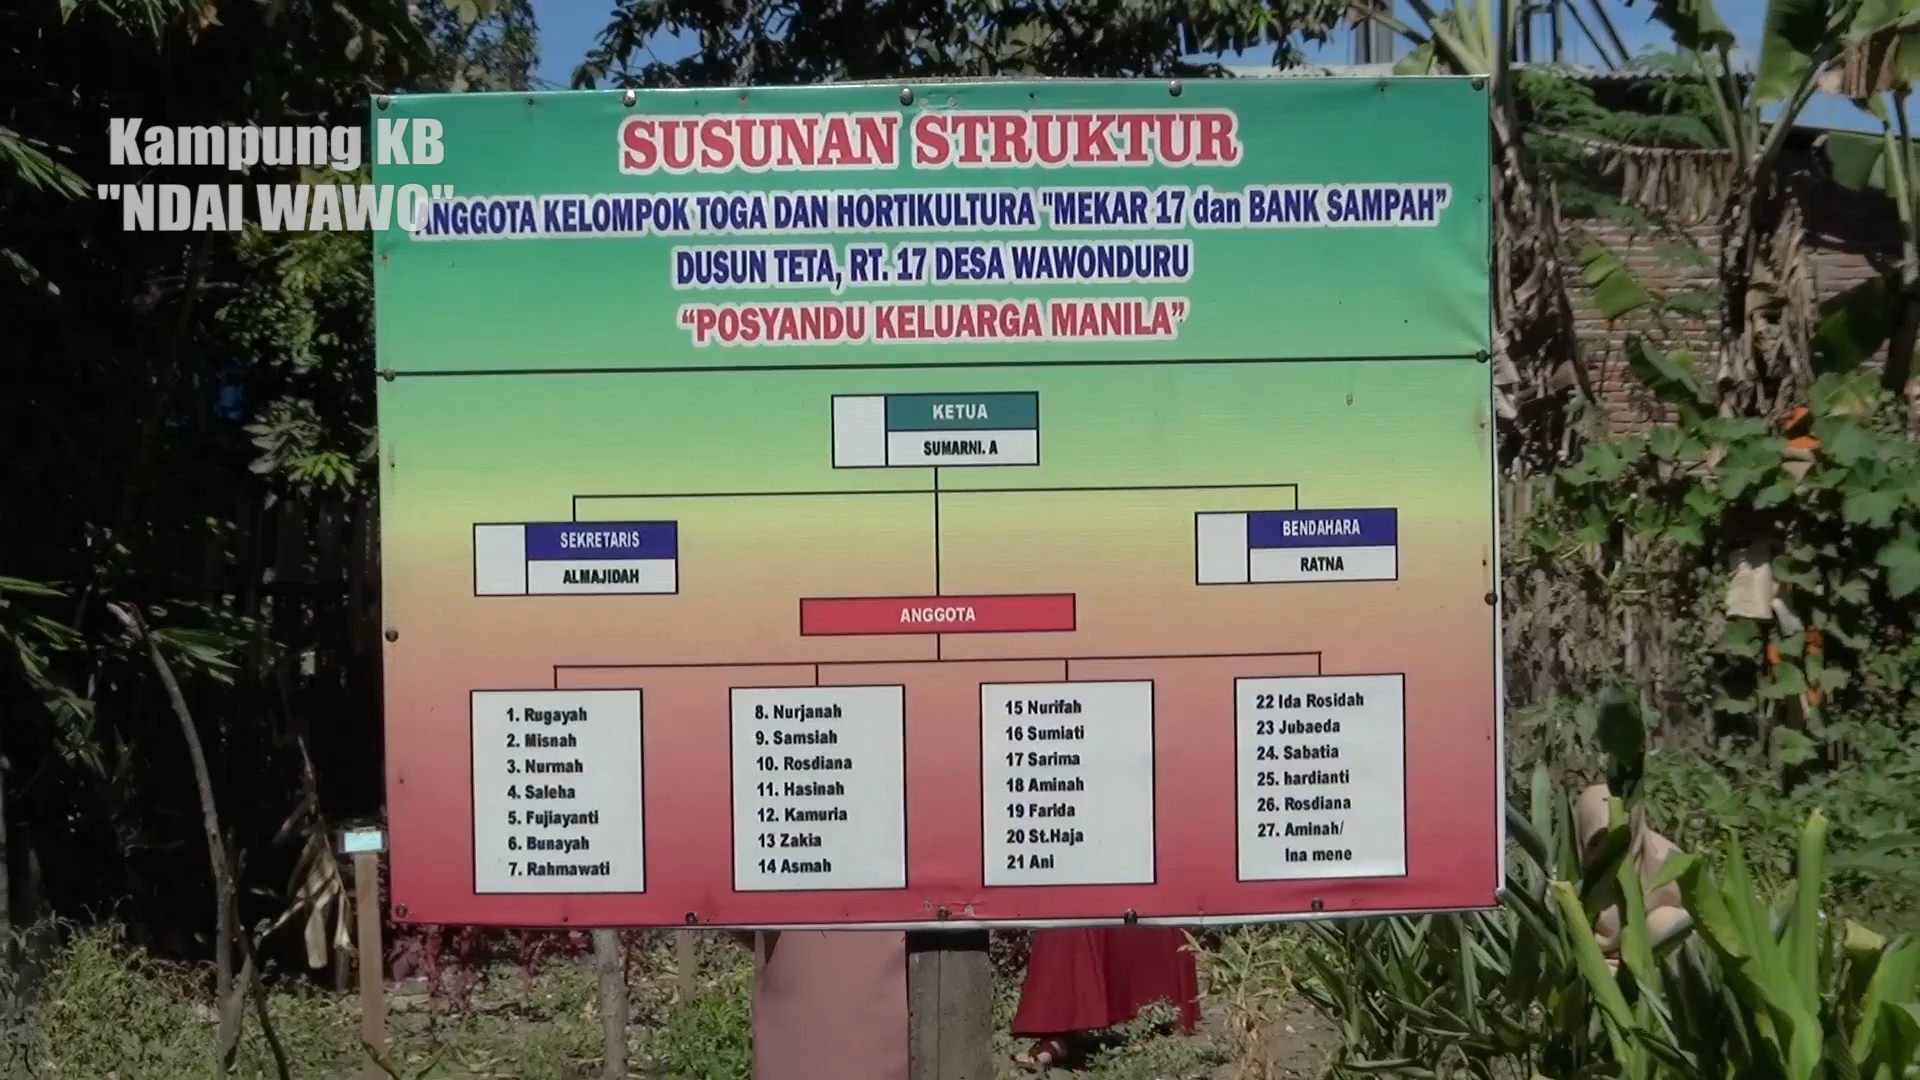 Kampung KB
"NDAI WAWO"
SUSUNAN STRUKTUR
ANGGOTA KELOMPOK TOGA DAN HORTIKULTURA "MEKAR 17 dan BANK SAMPAH”
DUSUN TETA, RT. 17 DESA WAWONDURU
“POSYANDU KELUARGA MANILA”
KETUA
SUMARNI. A
SEKRETARIS
ALMAJIDAH
BENDAHARA
RATNA
ANGGOTA
1. Rugayah
2. Misnah
3. Nurmah
4. Saleha
5. Fujiayanti
6. Bunayah
7. Rahmawati
8. Nurjanah
9. Samsiah
10. Rosdiana
11. Hasinah
12. Kamuria
13 Zakia
14 Asmah
15 Nurifah
16 Sumiati
17 Sarima
18 Aminah
19 Farida
20 St.Haja
21 Ani
22 Ida Rosidah
23 Jubaeda
24. Sabatia
25. hardianti
26. Rosdiana
27. Aminah/
Ina mene